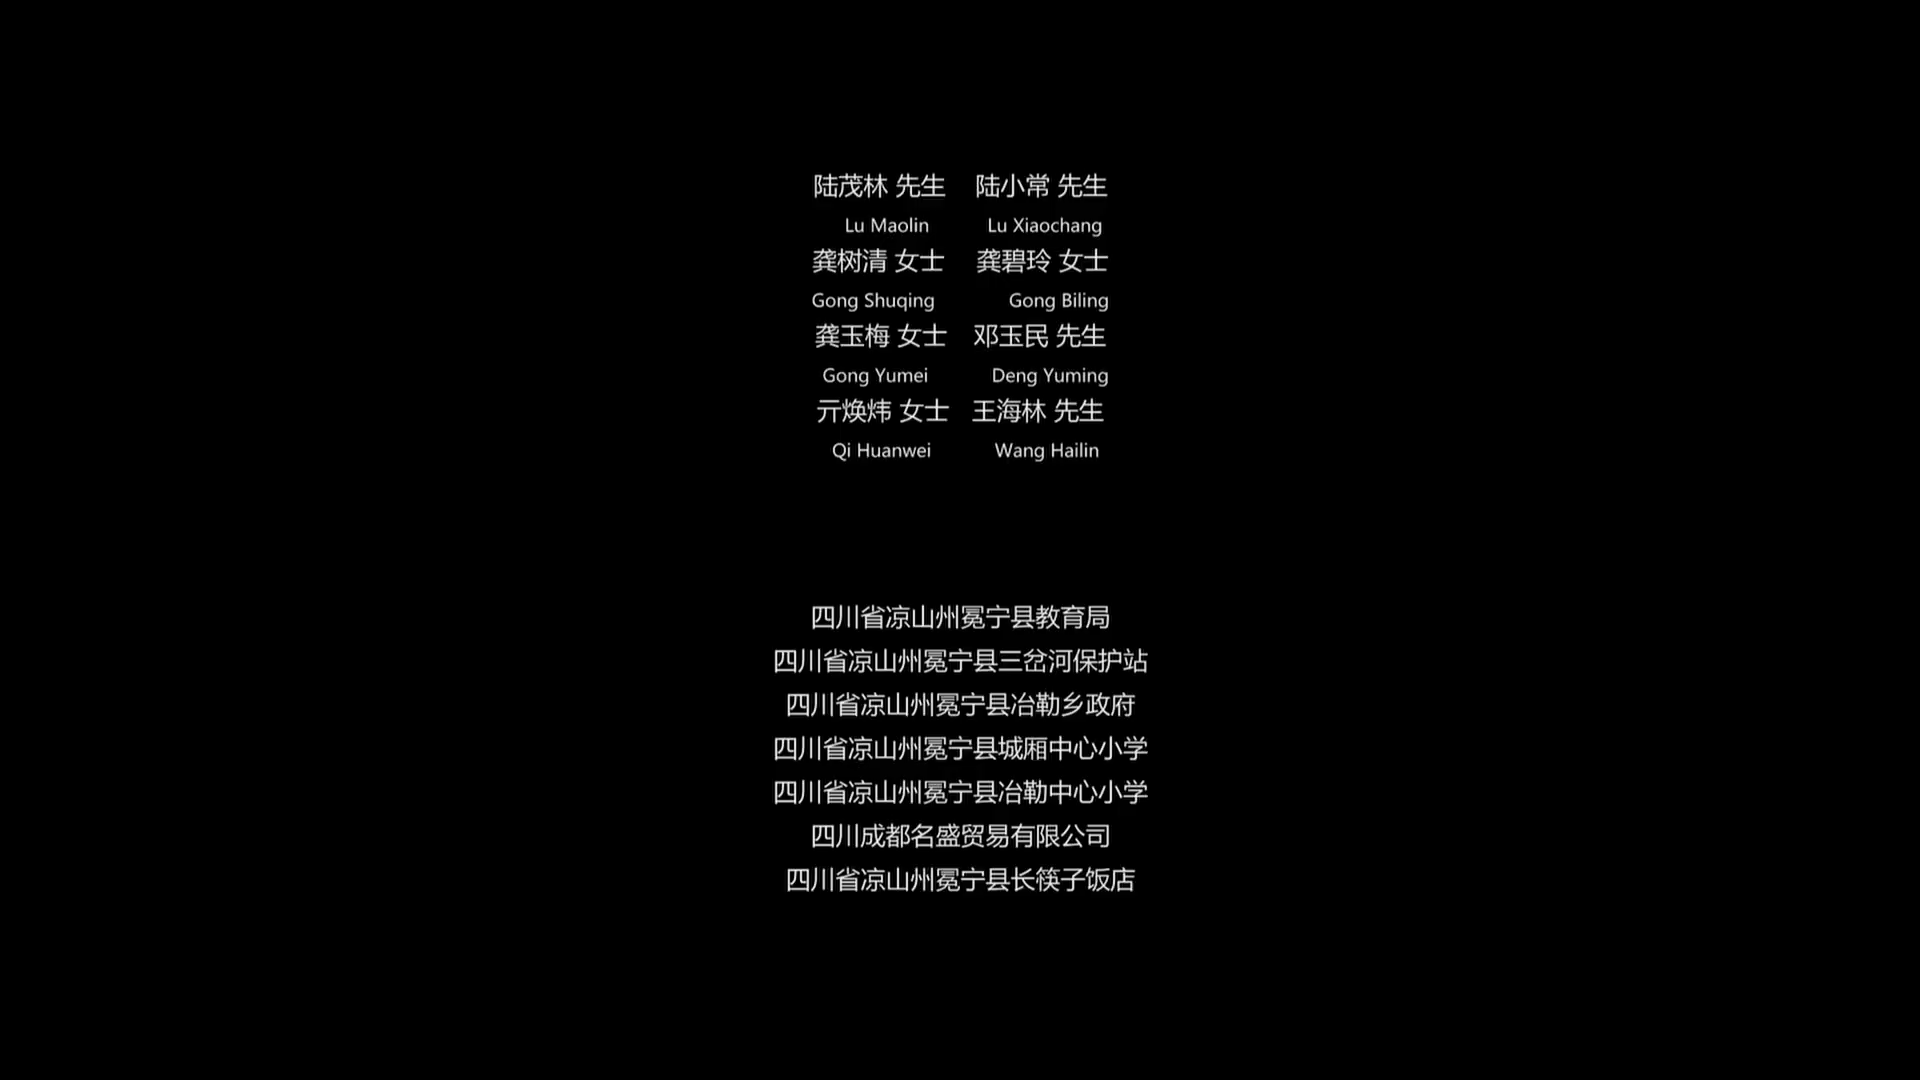 陆茂林 先生 陆小常 先生
Lu Maolin Lu Xiaochang
龚树清 女士 龚碧玲 女士
Gong Shuqing Gong Biling
龚玉梅 女士 邓玉民 先生
Gong Yumei Deng Yuming
亓焕炜 女士 王海林 先生
Qi Huanwei Wang Hailin
四川省凉山州冕宁县教育局
四川省凉山州冕宁县三岔河保护站
四川省凉山州冕宁县冶勒乡政府
四川省凉山州冕宁县城厢中心小学
四川省凉山州冕宁县冶勒中心小学
四川成都名盛贸易有限公司
四川省凉山州冕宁县长筷子饭店